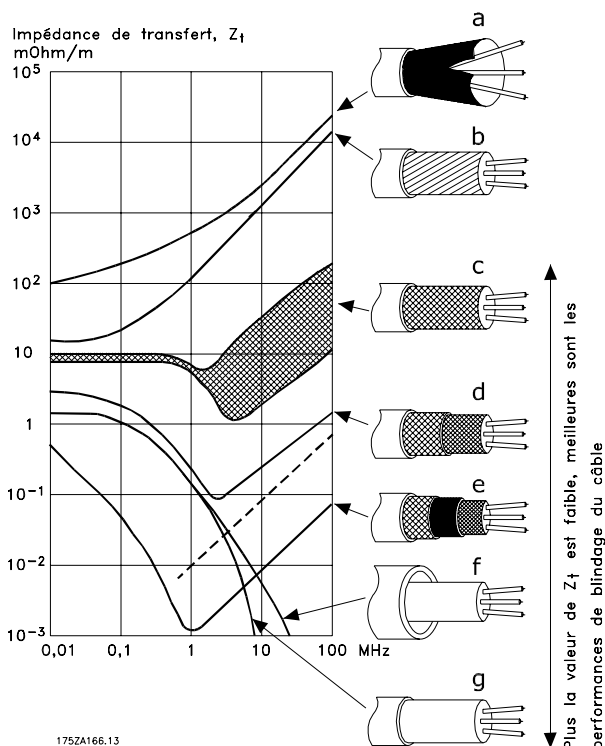 Impédance de transfert, Zt
mOhm/m
10⁵
10⁴
10³
10²
10
1
10⁻¹
10⁻²
10⁻³
0,01 0,1 1 10 100 MHz
a
b
c
d
e
f
g
Plus la valeur de Zt est faible, meilleures sont les
performances de blindage du câble
175ZA166.13